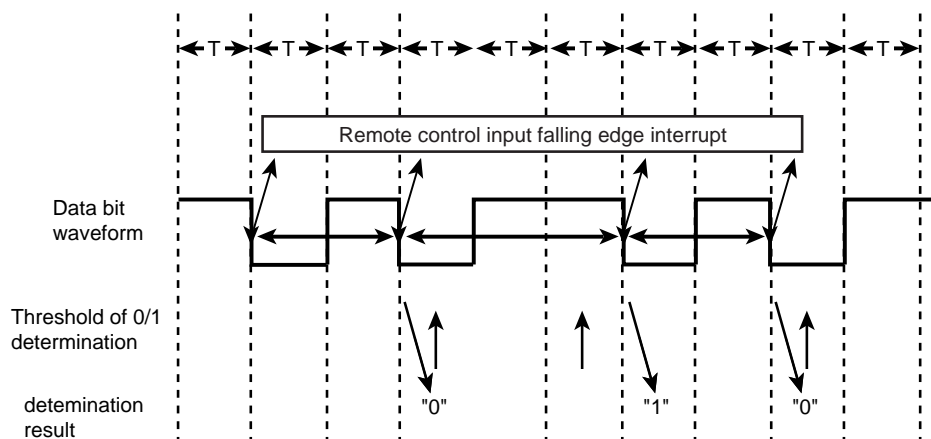 T T T T T T T T T T
Remote control input falling edge interrupt
Data bit
waveform
Threshold of 0/1
determination
detemination
result
"0" "1" "0"